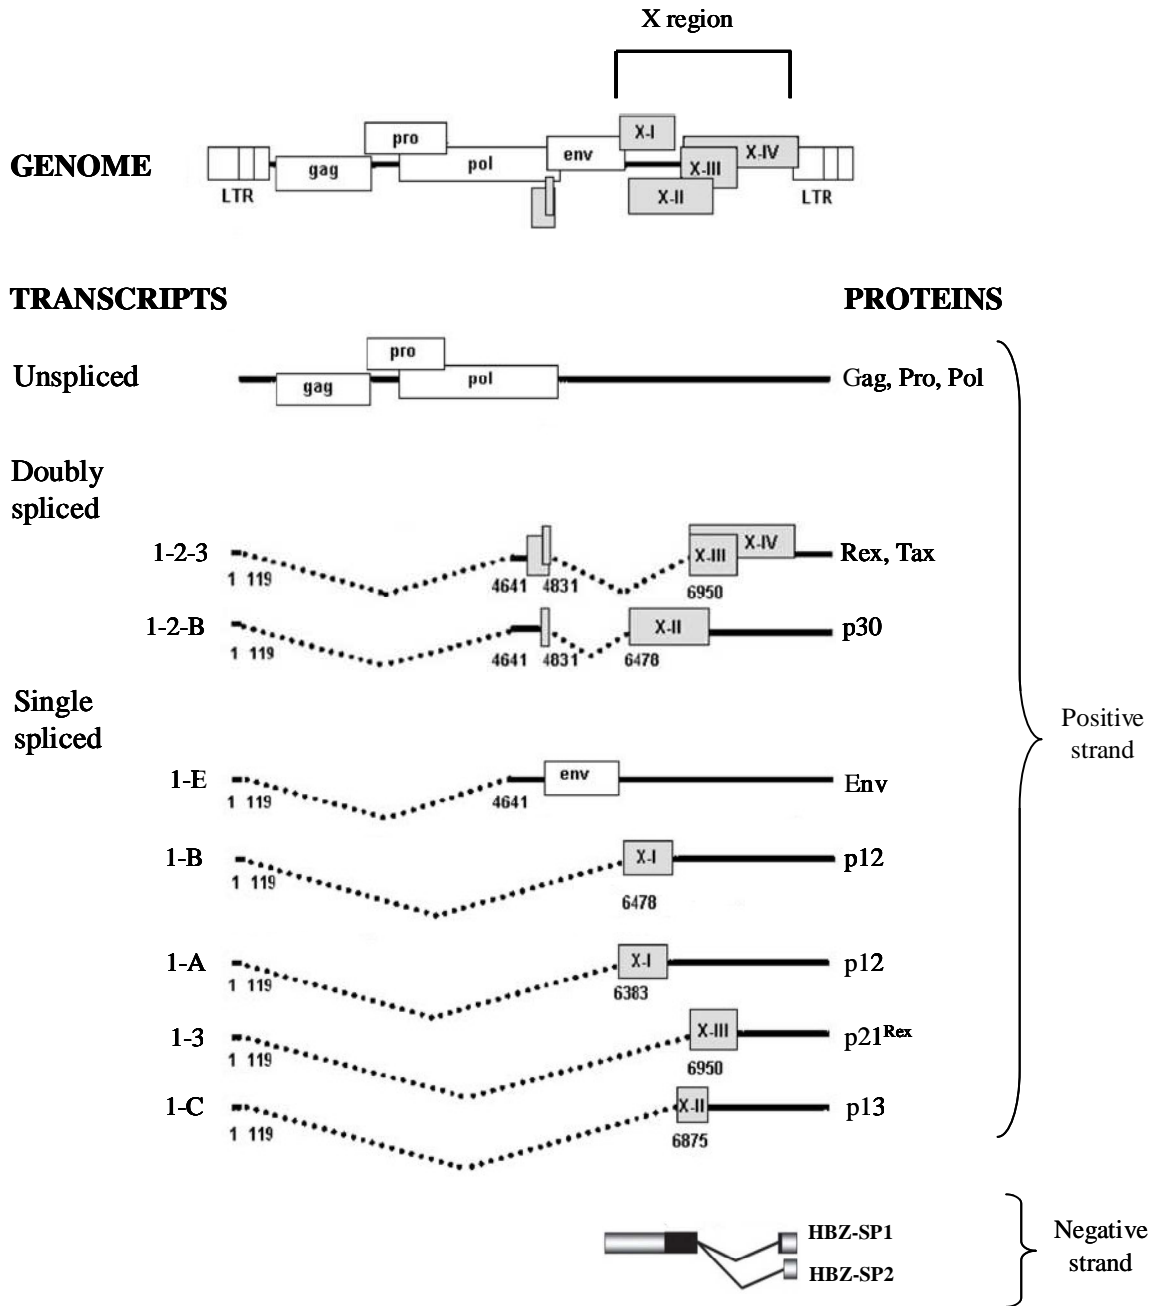 X region
GENOME
LTR
gag
pro
pol
env
X-I
X-II
X-III
X-IV
LTR
TRANSCRIPTS
PROTEINS
Unspliced
gag
pro
pol
Gag, Pro, Pol
Doubly
spliced
1-2-3
1 119
4641 4831
X-III
X-IV
6950
Rex, Tax
1-2-B
1 119
4641 4831
X-II
6478
p30
Single
spliced
1-E
1 119
4641
env
Env
1-B
1 119
X-I
6478
p12
1-A
1 119
X-I
6383
p12
1-3
1 119
X-III
6950
p21Rex
1-C
1 119
X-II
6875
p13
Positive
strand
HBZ-SP1
HBZ-SP2
Negative
strand